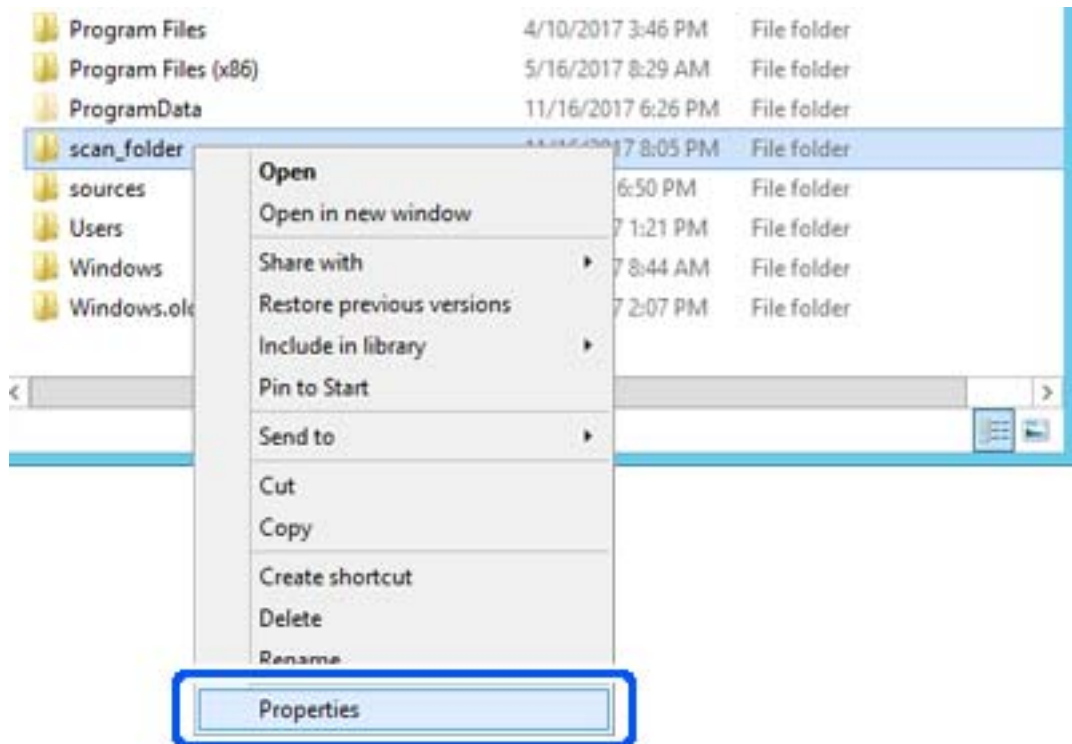 Program Files 4/10/2017 3:46 PM File folder
Program Files (x86) 5/16/2017 8:29 AM File folder
ProgramData 11/16/2017 6:26 PM File folder
scan_folder 8:05 PM File folder
sources 6:50 PM File folder
Users 1:21 PM File folder
Windows 8:44 AM File folder
Windows.old 2:07 PM File folder
Open
Open in new window
Share with
Restore previous versions
Include in library
Pin to Start
Send to
Cut
Copy
Create shortcut
Delete
Rename
Properties